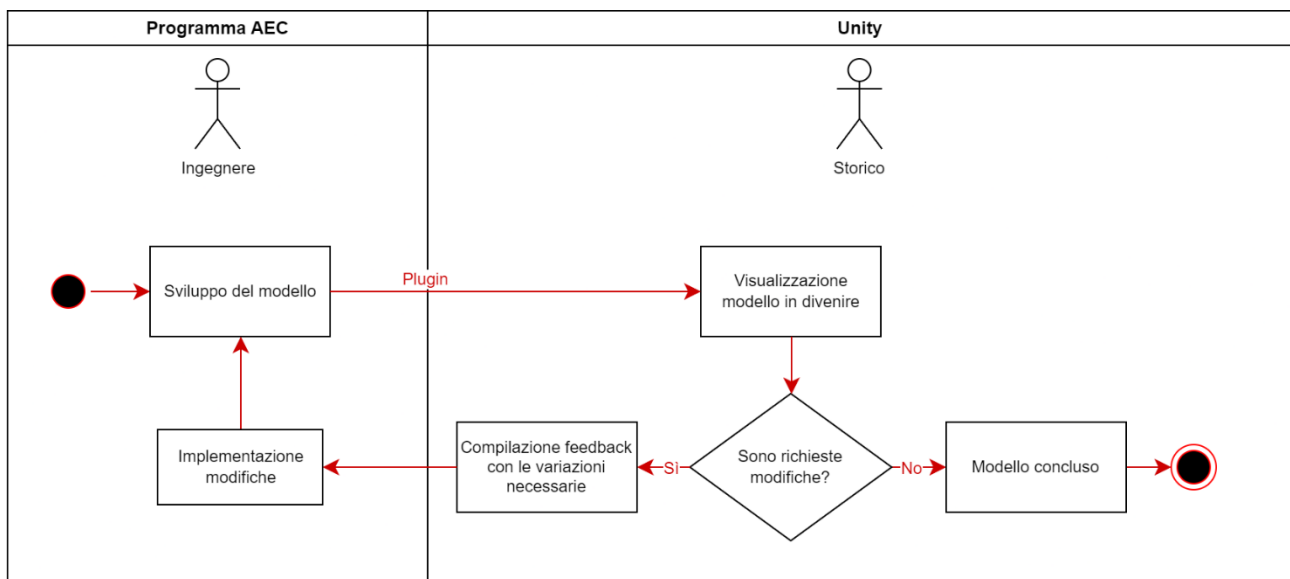 Programma AEC
Unity
Ingegnere
Storico
Sviluppo del modello
Plugin
Visualizzazione
modello in divenire
Implementazione
modifiche
Compilazione feedback
con le variazioni
necessarie
Sì
Sono richieste
modifiche?
No
Modello concluso